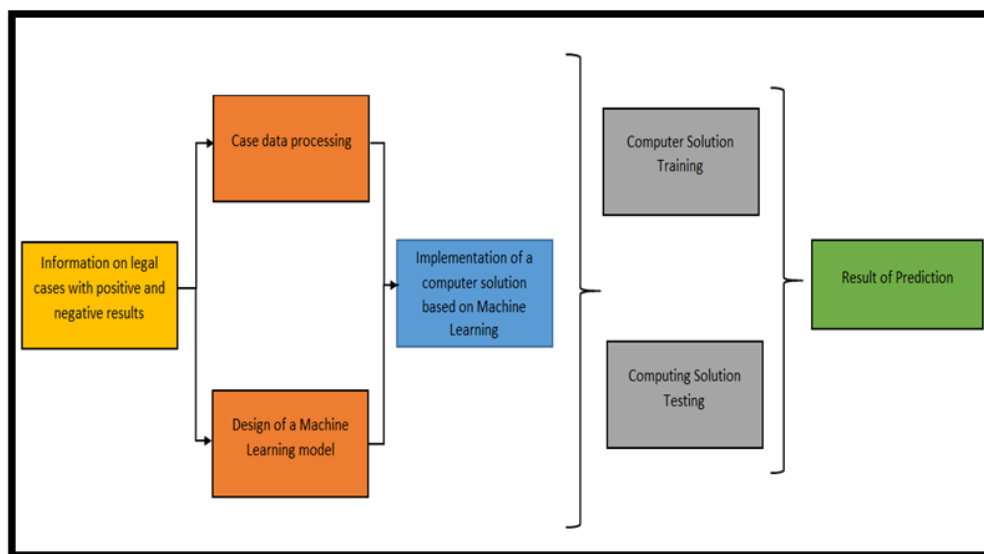 Case data processing
Computer Solution
Training
Information on legal
cases with positive and
negative results
Implementation of a
computer solution
based on Machine
Learning
Result of Prediction
Computing Solution
Testing
Design of a Machine
Learning model